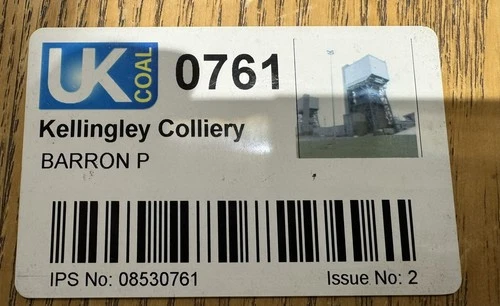 UK COAL 0761
Kellingley Colliery
BARRON P
IPS No: 08530761 Issue No: 2